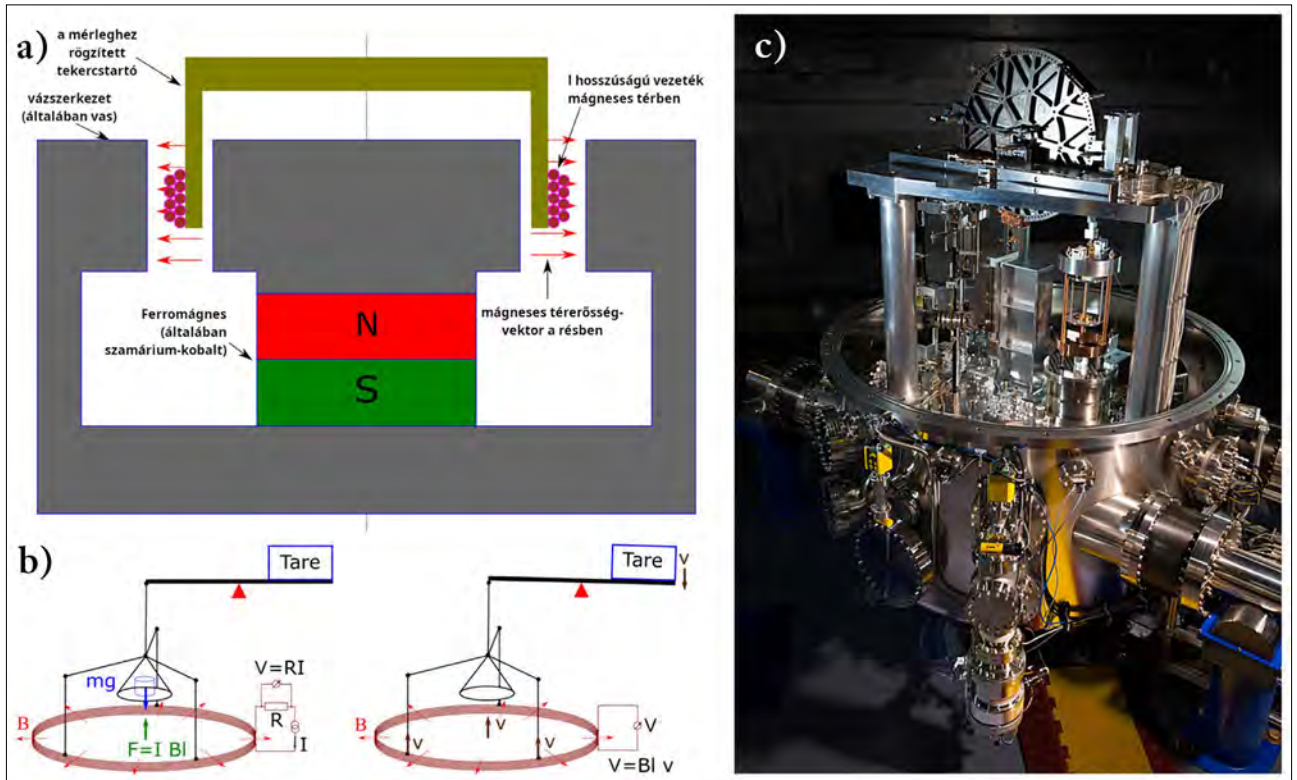 a)
a mérleghez
rögzített
tekercstartó
vázszerkezet
(általában vas)
l hosszúságú vezeték
mágneses térben
Ferromágnes
(általában
szamárium-kobalt)
N
S
mágneses térerősség-
vektor a résben
b)
Tare
mg
V=RI
R
I
B
F=I Bl
Tare
v
B
v
v
v
V
V=Bl v
c)